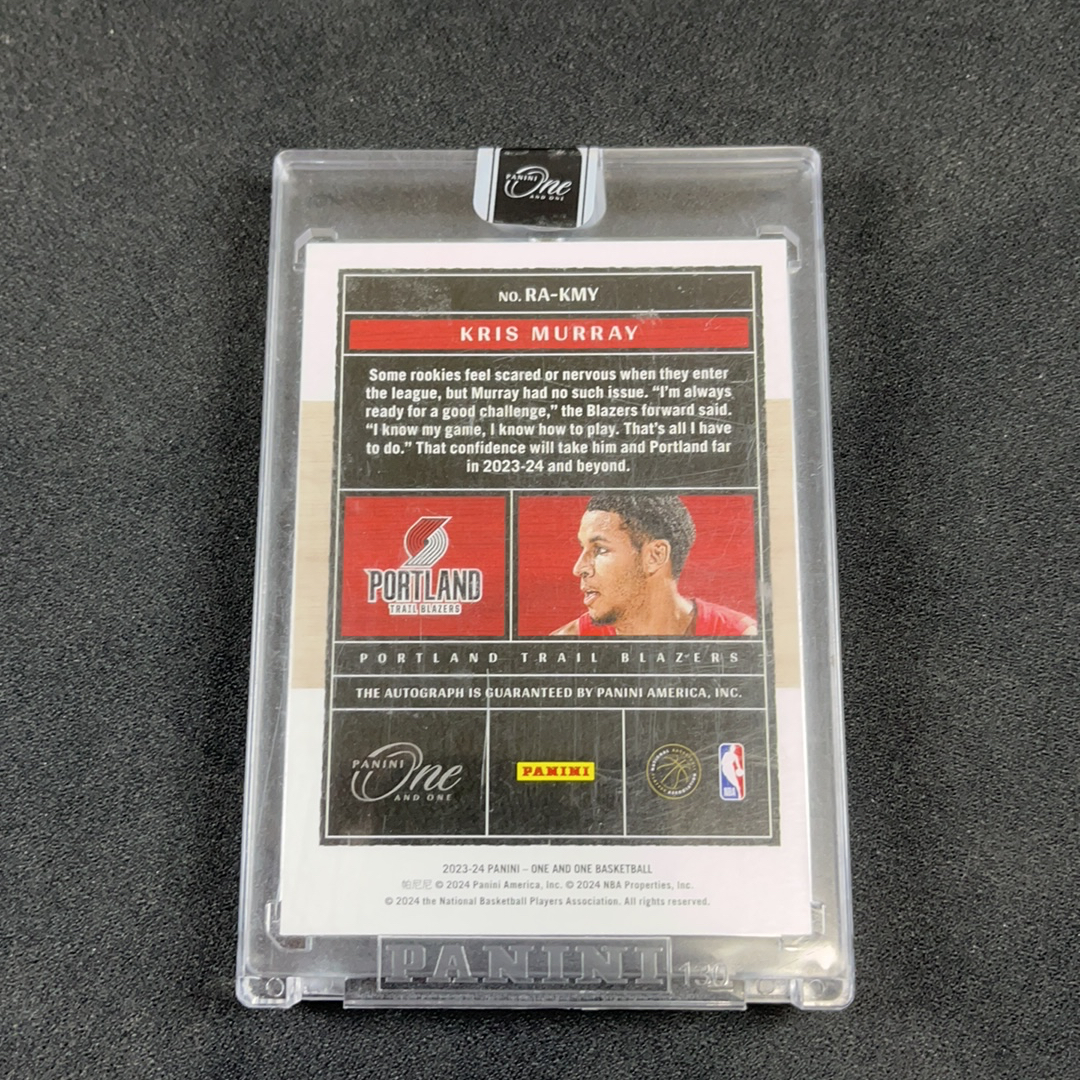 PANINI
One
AND ONE
NO. RA-KMY
KRIS MURRAY
Some rookies feel scared or nervous when they enter
the league, but Murray had no such issue. “I’m always
ready for a good challenge,” the Blazers forward said.
“I know my game, I know how to play. That’s all I have
to do.” That confidence will take him and Portland far
in 2023-24 and beyond.
PORTLAND
TRAIL BLAZERS
PORTLAND TRAIL BLAZERS
THE AUTOGRAPH IS GUARANTEED BY PANINI AMERICA, INC.
PANINI
One
AND ONE
PANINI
NATIONAL BASKETBALL
ASSOCIATION
NBA
2023-24 PANINI – ONE AND ONE BASKETBALL
帕尼尼 © 2024 Panini America, Inc. © 2024 NBA Properties, Inc.
© 2024 the National Basketball Players Association. All rights reserved.
PANINI